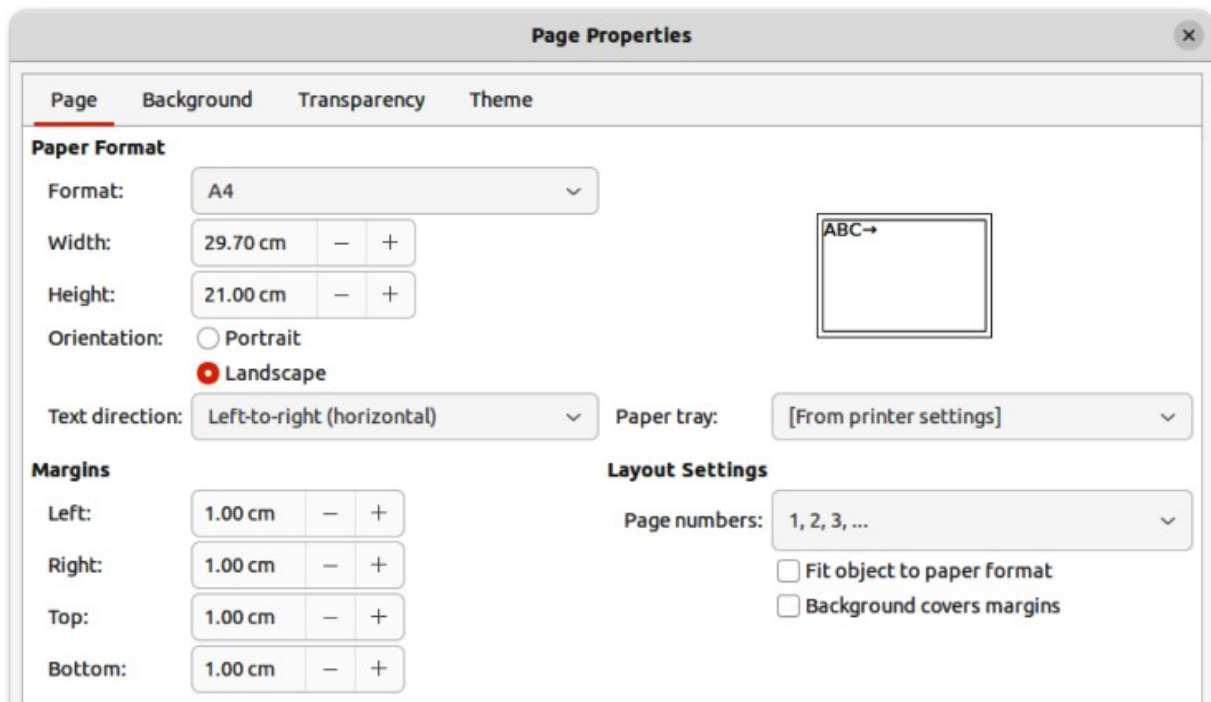 Page Properties
Page Background Transparency Theme
Paper Format
Format: A4
ABC→
Width: 29.70 cm − +
Height: 21.00 cm − +
Orientation: Portrait
Landscape
Text direction: Left-to-right (horizontal) Paper tray: [From printer settings]
Margins Layout Settings
Left: 1.00 cm − + Page numbers: 1, 2, 3, ...
Right: 1.00 cm − + Fit object to paper format
Top: 1.00 cm − + Background covers margins
Bottom: 1.00 cm − +